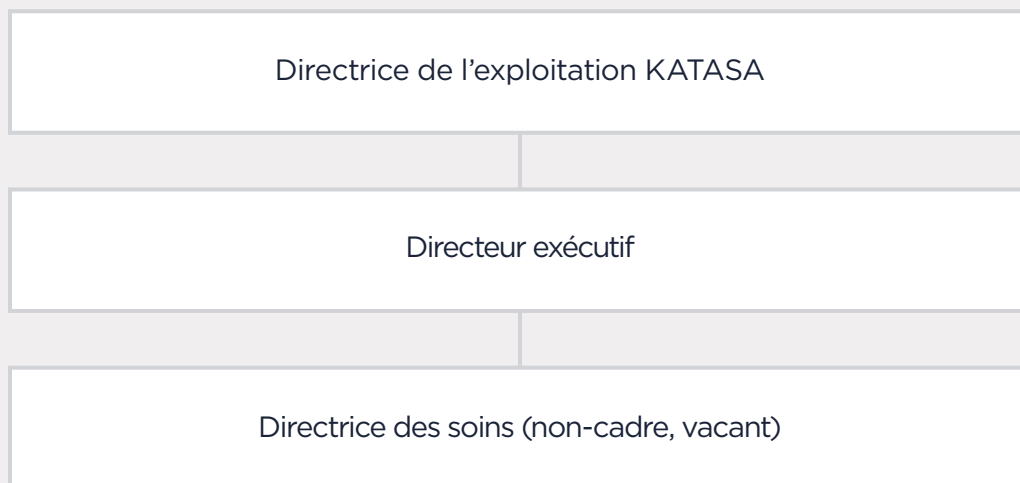 Directrice de l’exploitation KATASA
Directeur exécutif
Directrice des soins (non-cadre, vacant)